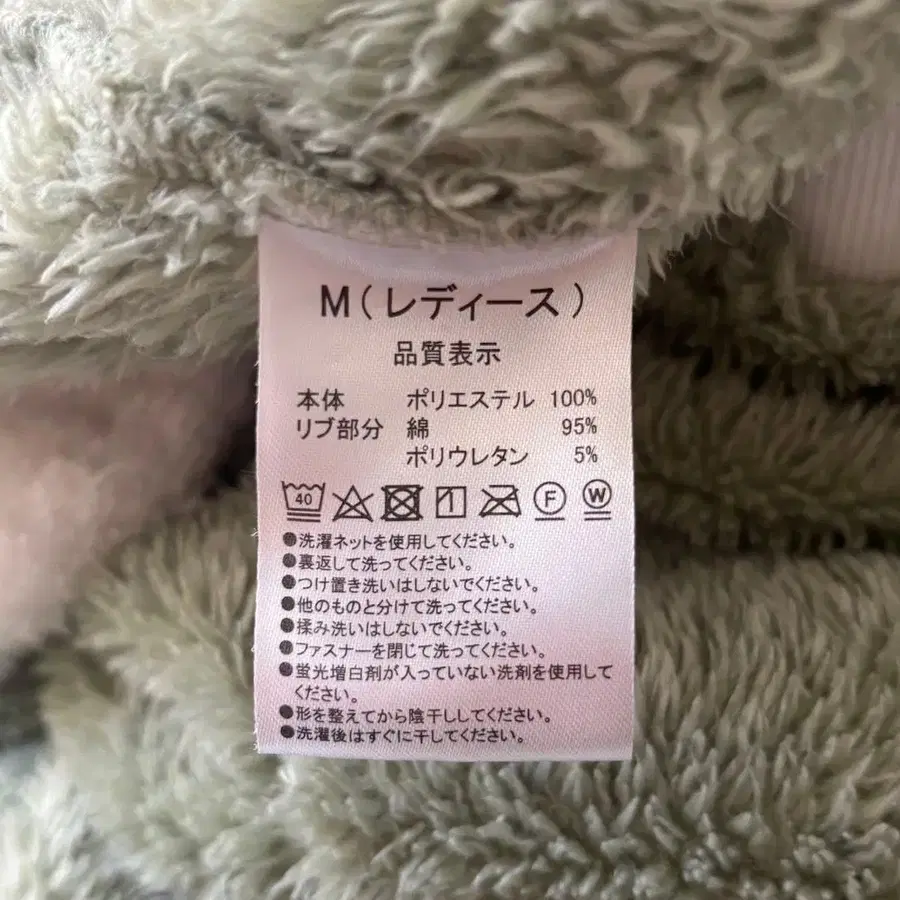 M(レディース)
品質表示
本体 ポリエステル 100%
リブ部分 綿 95%
ポリウレタン 5%
40 F W
●洗濯ネットを使用してください。
●裏返して洗ってください。
●つけ置き洗いはしないでください。
●他のものと分けて洗ってください。
●揉み洗いはしないでください。
●ファスナーを閉じて洗ってください。
●蛍光増白剤が入っていない洗剤を使用して
ください。
●形を整えてから陰干ししてください。
●洗濯後はすぐに干してください。